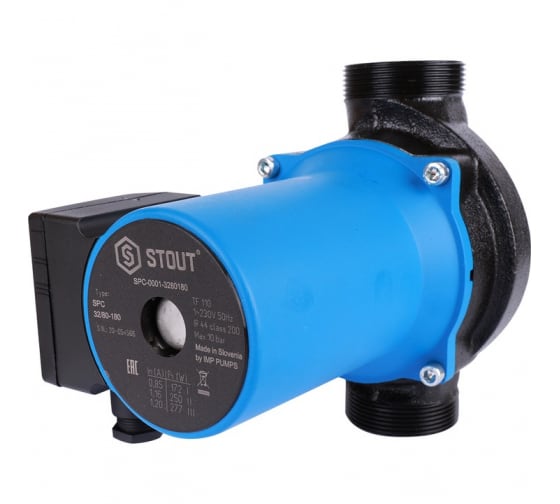 STOUT
SPC-0001-3280180
Type:
SPC
32/80-180
TF 110
1~230V 50Hz
IP 44 class 200
Max. 10 bar
Made in Slovenia
by IMP PUMPS
EAC
In (A) P1 (W)
0,85 172 I
1,16 250 II
1,20 277 III